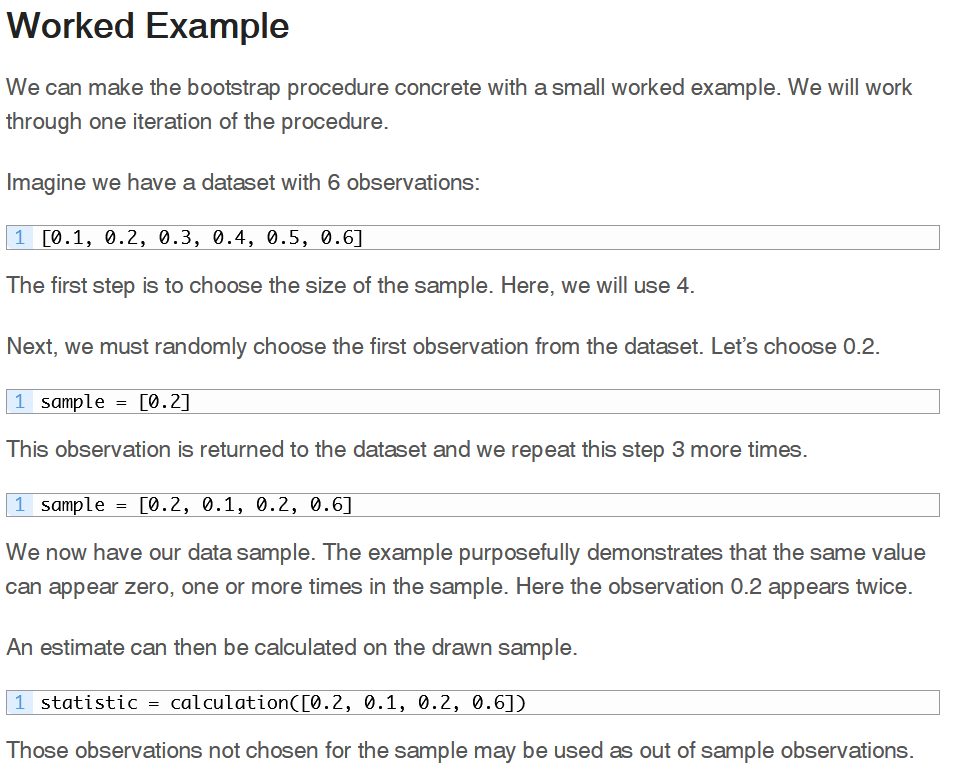 Worked Example
We can make the bootstrap procedure concrete with a small worked example. We will work
through one iteration of the procedure.
Imagine we have a dataset with 6 observations:
1 [0.1, 0.2, 0.3, 0.4, 0.5, 0.6]
The first step is to choose the size of the sample. Here, we will use 4.
Next, we must randomly choose the first observation from the dataset. Let’s choose 0.2.
1 sample = [0.2]
This observation is returned to the dataset and we repeat this step 3 more times.
1 sample = [0.2, 0.1, 0.2, 0.6]
We now have our data sample. The example purposefully demonstrates that the same value
can appear zero, one or more times in the sample. Here the observation 0.2 appears twice.
An estimate can then be calculated on the drawn sample.
1 statistic = calculation([0.2, 0.1, 0.2, 0.6])
Those observations not chosen for the sample may be used as out of sample observations.